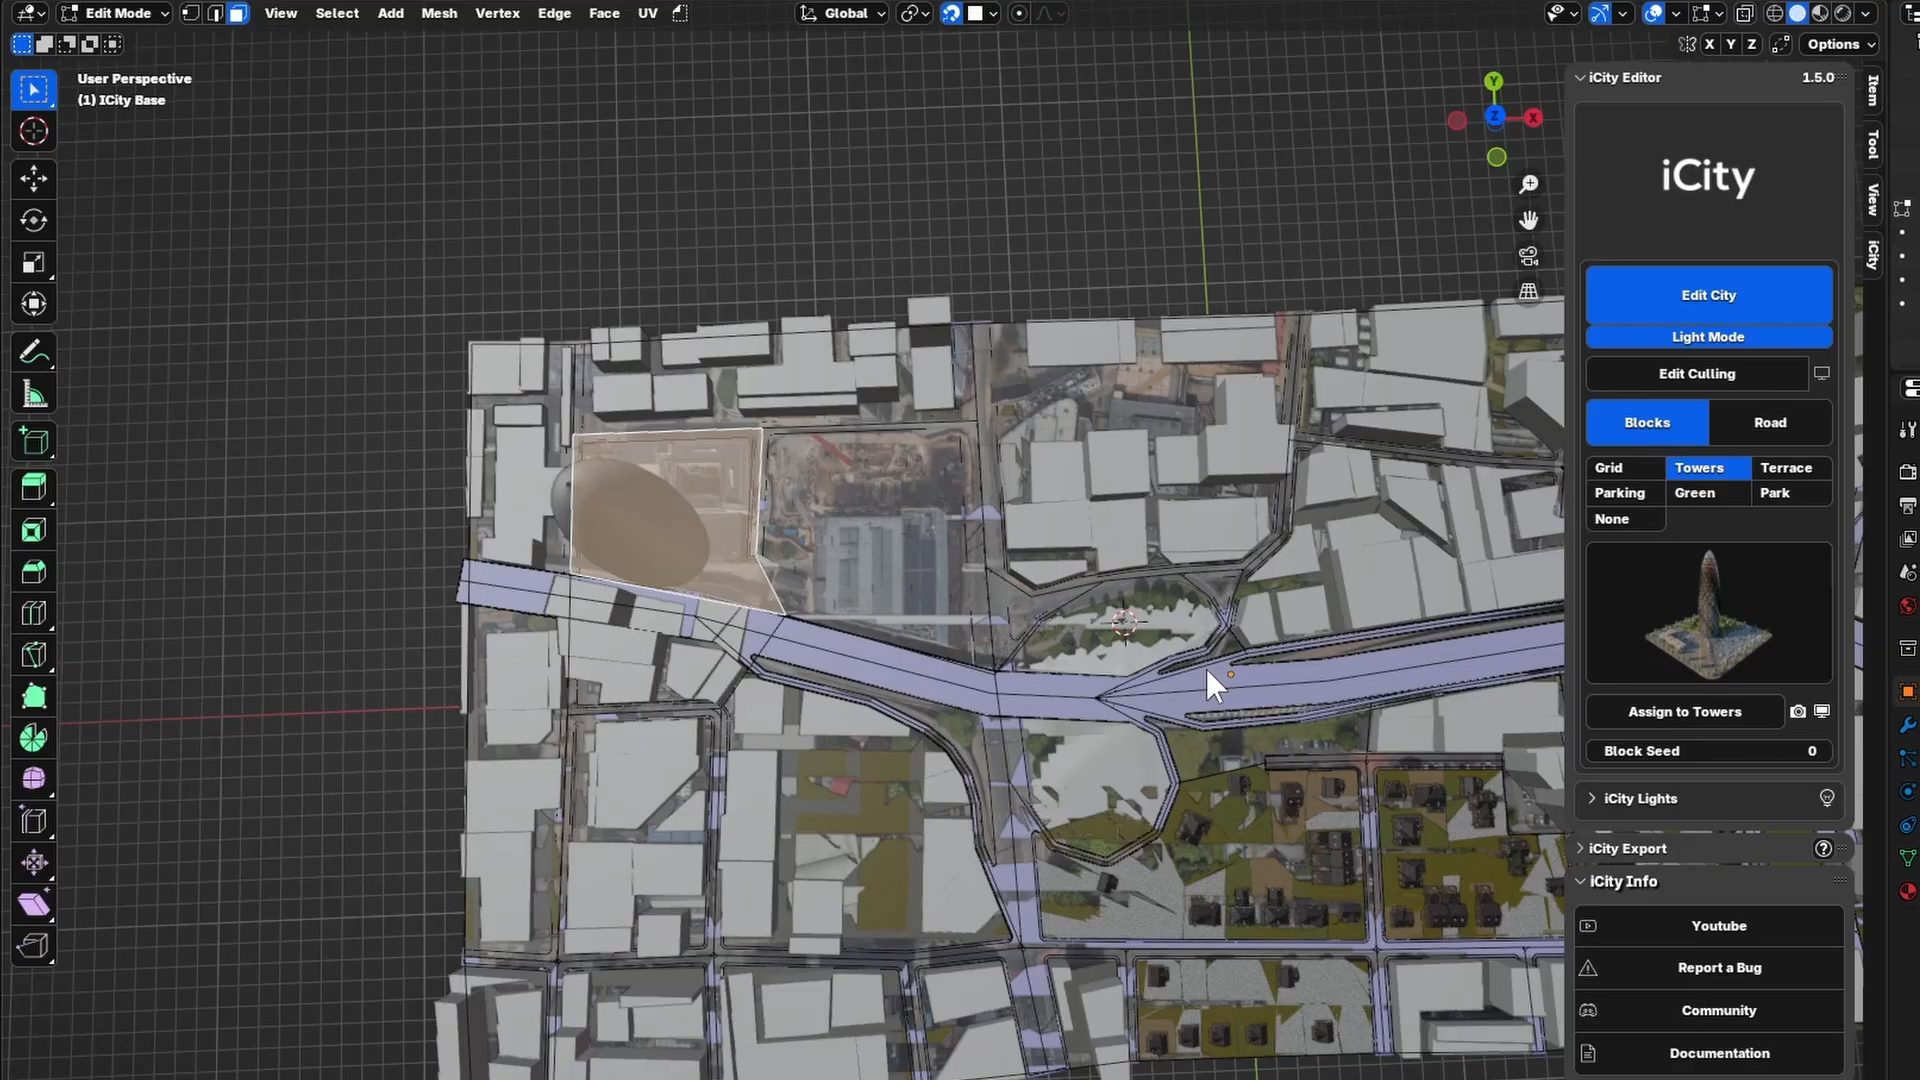 Edit Mode
View
Select
Add
Mesh
Vertex
Edge
Face
UV
Global
X
Y
Z
Options
User Perspective
(1) ICity Base
Y
Z
X
iCity Editor
1.5.0
Item
Tool
View
iCity
iCity
Edit City
Light Mode
Edit Culling
Blocks
Road
Grid
Towers
Terrace
Parking
Green
Park
None
Assign to Towers
Block Seed
0
iCity Lights
iCity Export
iCity Info
Youtube
Report a Bug
Community
Documentation